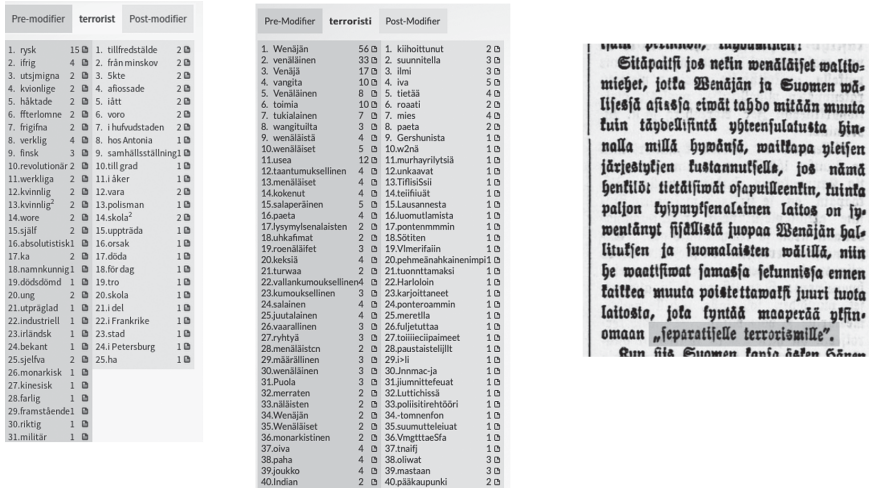 Pre-modifier terrorist Post-modifier
1. rysk 15 1. tillfredstälde 2
2. ifrig 4 2. från minskov 2
3. utsjmigna 2 3. 5kte 2
4. kvionlige 2 4. afiossade 2
5. håktade 2 5. iått 2
6. ffterlomne 2 6. voro 2
7. frigifna 2 7. i hufvudstaden 2
8. verklig 4 8. hos Antonia 1
9. finsk 3 9. samhällsställning 1
10. revolutionär 2 10. till grad 1
11. werkliga 2 11. i åker 1
12. kvinnlig 2 12. vara 2
13. kvinnlig² 2 13. polisman 1
14. wore 2 14. skola² 2
15. själf 2 15. uppträda 1
16. absolutistisk 1 16. orsak 1
17. ka 2 17. döda 1
18. namnkunnig 1 18. för dag 1
19. dödsdömd 1 19. tro 1
20. ung 2 20. skola 2
21. utpräglad 1 21. i del 1
22. industriell 1 22. i Frankrike 1
23. irländsk 1 23. stad 1
24. bekant 1 24. i Petersburg 1
25. sjelfva 2 25. ha 1
26. monarkisk 1
27. kinesisk 1
28. farlig 1
29. framstående 1
30. riktig 1
31. militär 1
Pre-Modifier terroristi Post-Modifier
1. Wenäjän 56 1. kiihoittunut 2
2. venäläinen 33 2. suunnitella 3
3. Venäjä 17 3. ilmi 3
4. vangita 10 4. iva 5
5. Venäläinen 8 5. tietää 4
6. toimia 10 6. roaati 2
7. tukialainen 7 7. mies 4
8. wangituilta 3 8. paeta 2
9. wenäläistä 4 9. Gershunista 1
10. wenäläiset 5 10. w2nä 1
11. usea 12 11. murhayrilytsiä 1
12. taantumuksellinen 4 12. unkaavat 1
13. menäläiset 4 13. TiflisiSsii 1
14. kokenut 4 14. teiifiiuät 1
15. salaperäinen 5 15. Lausannesta 1
16. paeta 4 16. luomutlamista 1
17. lysymylsenalaisten 2 17. pontenmmmin 1
18. uhkafimat 2 18. Sötiten 1
19. roenäläifet 3 19. Vlmerifaiin 1
20. keksiä 4 20. pehmeänahkainenimpi 1
21. turwaa 2 21. tuonttamaksi 1
22. vallankumouksellinen 4 22. Harloloin 1
23. kumouksellinen 3 23. karjoittaneet 1
24. salainen 4 24. ponteroammin 1
25. juutalainen 4 25. meretlla 1
26. vaarallinen 3 26. fuljetuttaa 1
27. ryhtyä 3 27. toiiiieciipaimeet 1
28. menäläistcn 2 28. paustaistelijllt 1
29. määrällinen 3 29. i>li 1
30. wenäläinen 3 30. Jnnmac-ja 1
31. Puola 3 31. jiumnittefeuat 1
32. merraten 2 32. Luttichissä 1
33. näläisten 2 33. poliisitirehtööri 1
34. Wenäjän 2 34. -tomnenfon 1
35. Wenäläiset 2 35. suumutteleiuat 1
36. monarkistinen 2 36. VmgtttaeSfa 1
37. oiva 4 37. tnaifj 1
38. paha 4 38. oliwat 3
39. joukko 4 39. mastaan 3
40. Indian 2 40. pääkaupunki 2
Sitäpaitsi jos nekin wenäläiset waltio-
miehet, jotka Wenäjän ja Suomen wä-
lisessä asiassa eiwät tahdo mitään muuta
kuin täydellisintä yhteensulatusta hin-
nalla millä hywänsä, waikkapa yleisen
järjestyksen kustannuksella, jos nämä
henkilöt tietäisiwät osapuilleenkin, kuinka
paljon kysymyksenalainen laitos on sy-
wentänyt sisällistä juopaa Wenäjän hal-
lituksen ja suomalaisten wälillä, niin
he waatisiwat samassa sekunnissa ennen
kaikkea muuta poistettawaksi juuri tuota
laitosta, joka kyntää maaperää yksin-
omaan „separatiselle terrorismille".
Kun siis Suomen kansa